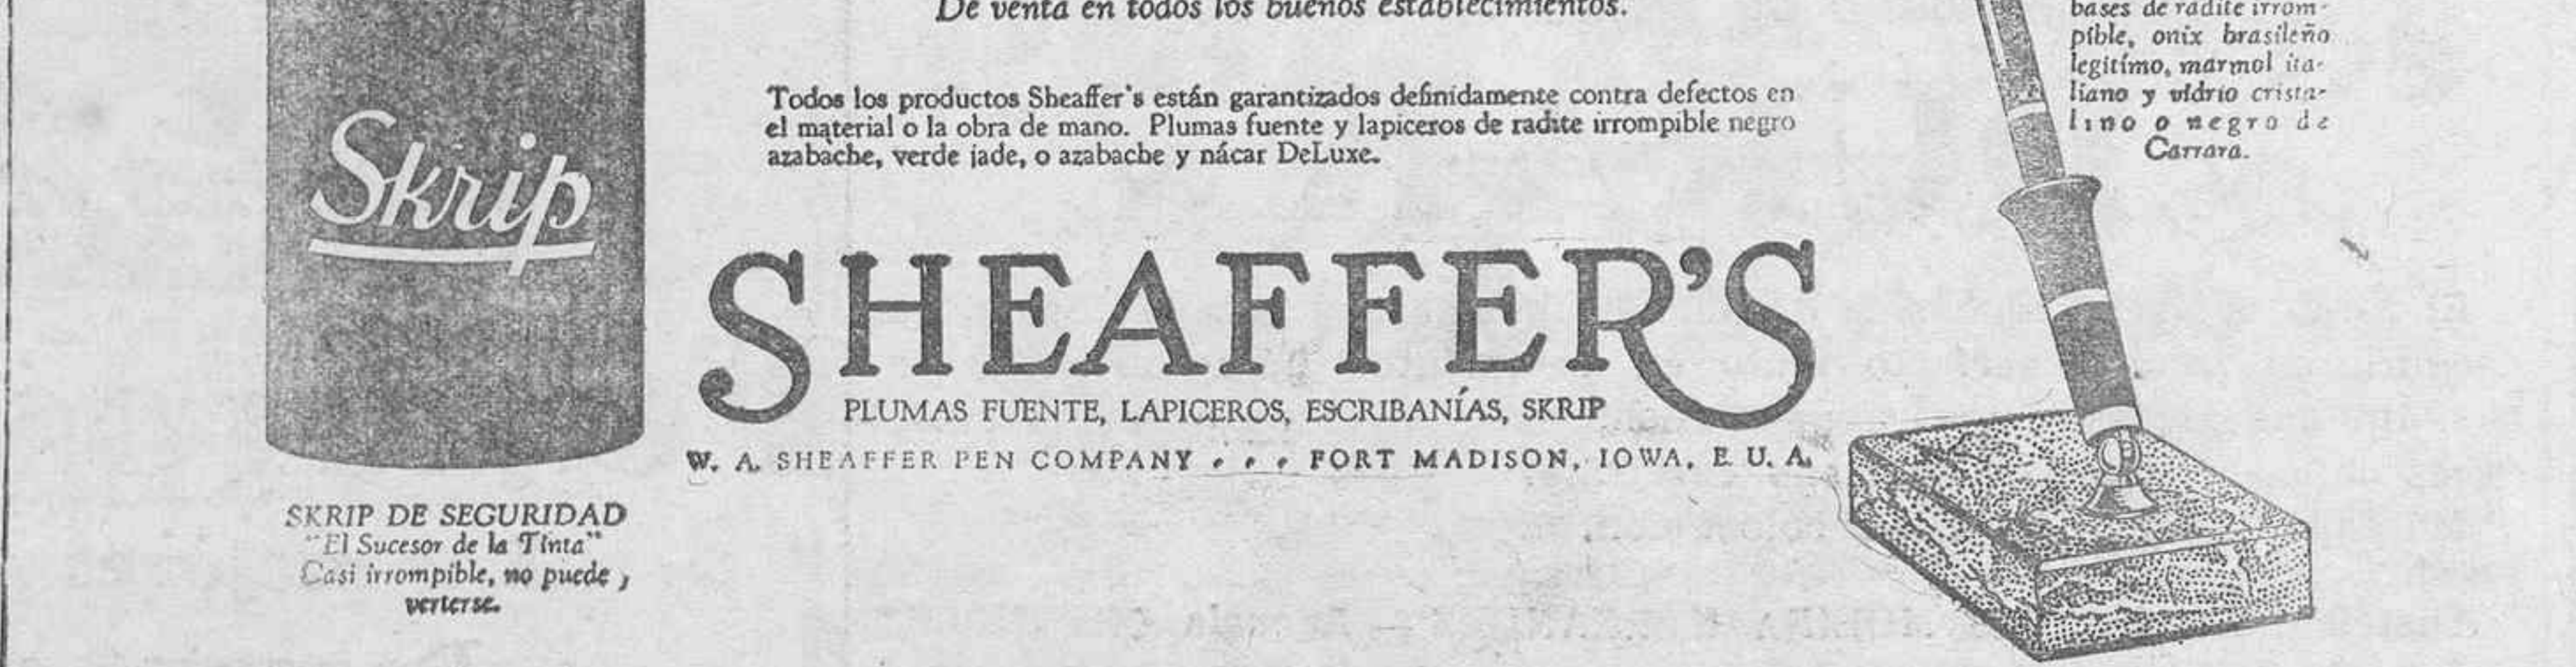 De venta en todos los buenos establecimientos.
Todos los productos Sheaffer's están garantizados definidamente contra defectos en
el material o la obra de mano. Plumas fuente y lapiceros de radite irrompible negro
azabache, verde jade, o azabache y nácar DeLuxe.
bases de radite irrom-
pible, onix brasileño
legitímo, marmol ita-
liano y vidrio crista-
lino o negro de
Carrara.
Skrip
SHEAFFER'S
PLUMAS FUENTE, LAPICEROS, ESCRIBANÍAS, SKRIP
W. A. SHEAFFER PEN COMPANY • • • FORT MADISON, IOWA, E. U. A.
SKRIP DE SEGURIDAD
"El Sucesor de la Tinta"
Casi irrompible, no puede
verterse.